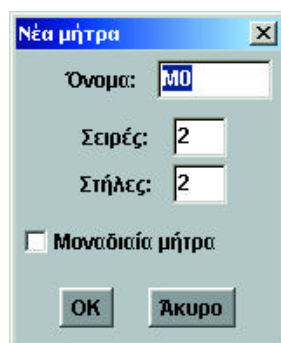 Νέα μήτρα
Όνομα: M0
Σειρές: 2
Στήλες: 2
Μοναδιαία μήτρα
OK Άκυρο